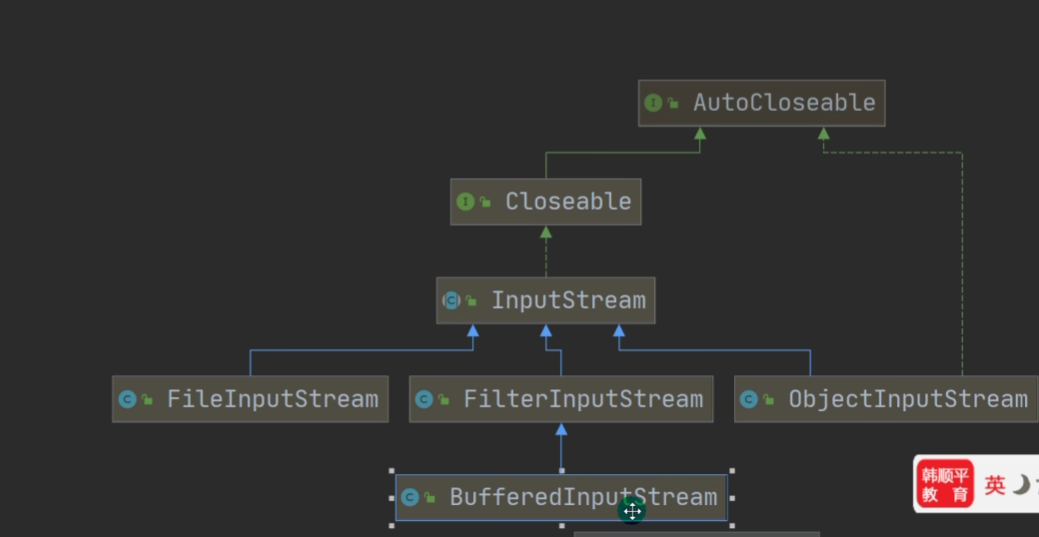 AutoCloseable
Closeable
InputStream
FileInputStream
FilterInputStream
ObjectInputStream
BufferedInputStream
韩顺平
教 育
英